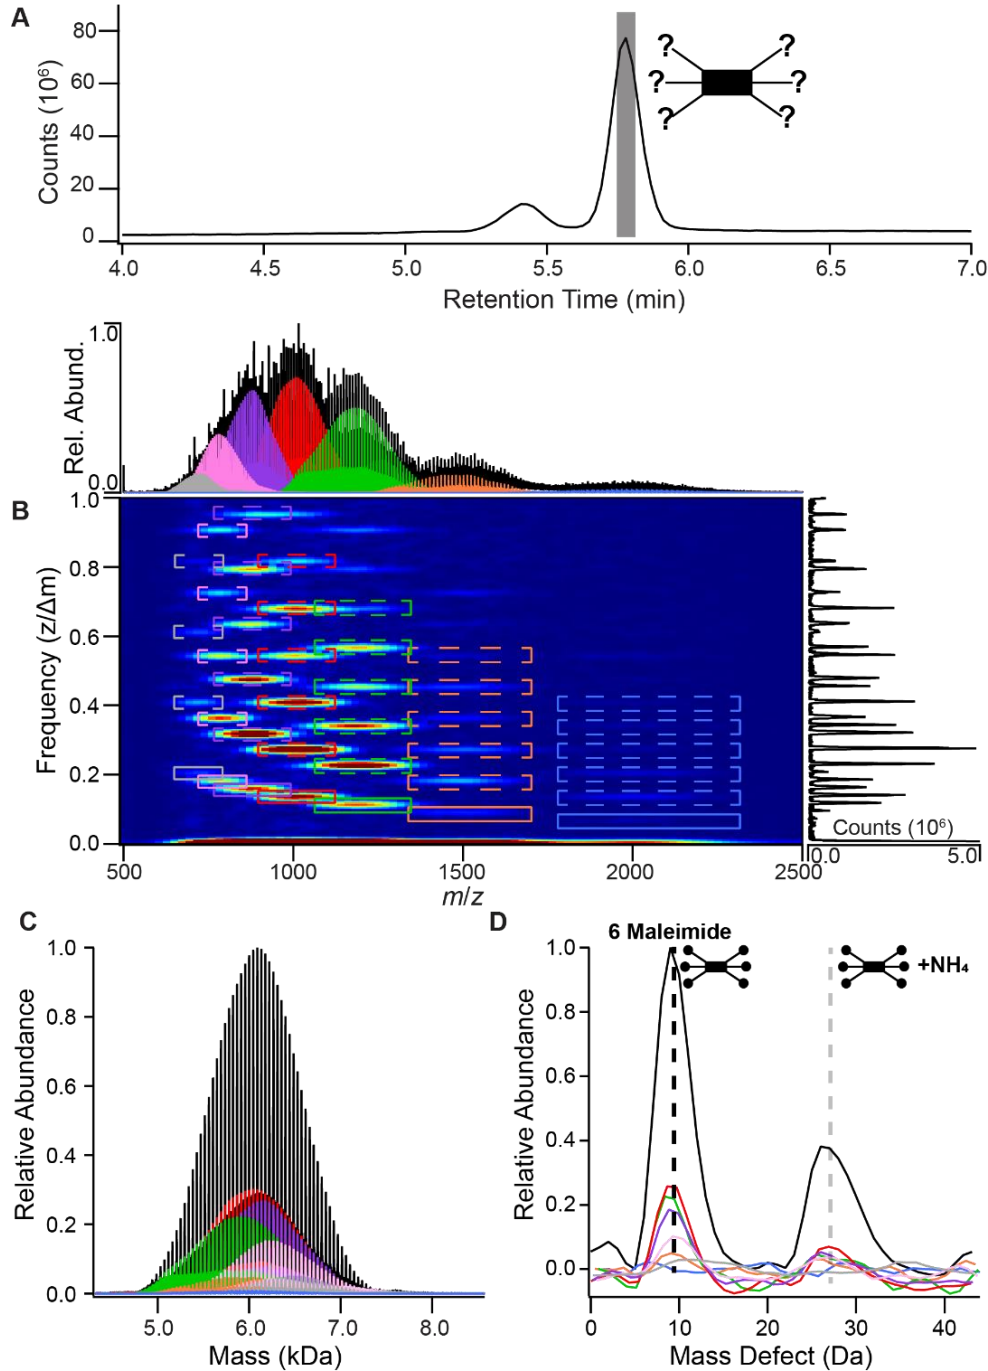 A
80
60
40
20
0
Counts (10⁶)
? ?
? ?
? ?
4.0 4.5 5.0 5.5 6.0 6.5 7.0
Retention Time (min)
1.0
0.0
Rel. Abund.
B
1.0
0.8
0.6
0.4
0.2
0.0
Frequency (z/Δm)
500 1000 1500 2000 2500
m/z
Counts (10⁶)
0.0 5.0
C
1.0
0.8
0.6
0.4
0.2
0.0
Relative Abundance
5.0 6.0 7.0 8.0
Mass (kDa)
D
6 Maleimide
+NH₄
1.0
0.8
0.6
0.4
0.2
0.0
Relative Abundance
0 10 20 30 40
Mass Defect (Da)